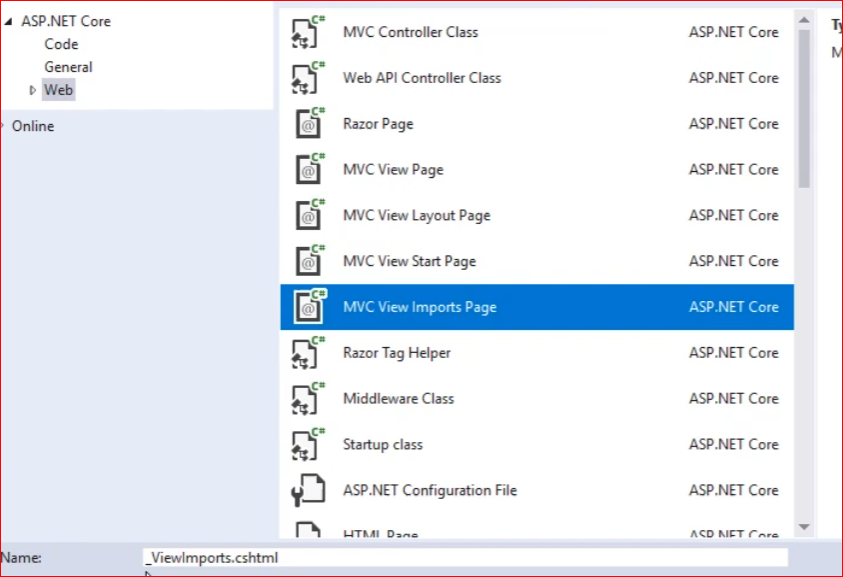 ASP.NET Core
Code
General
Web
Online
C# MVC Controller Class ASP.NET Core
C# Web API Controller Class ASP.NET Core
C# @ Razor Page ASP.NET Core
C# @ MVC View Page ASP.NET Core
C# @ MVC View Layout Page ASP.NET Core
C# @ MVC View Start Page ASP.NET Core
C# @ MVC View Imports Page ASP.NET Core
C# Razor Tag Helper ASP.NET Core
C# Middleware Class ASP.NET Core
C# Startup class ASP.NET Core
ASP.NET Configuration File ASP.NET Core
HTML Page ASP.NET Core
Name: _ViewImports.cshtml